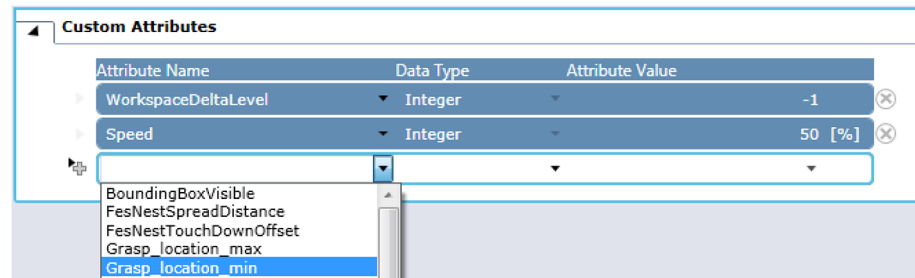 Custom Attributes
Attribute Name Data Type Attribute Value
WorkspaceDeltaLevel Integer -1
Speed Integer 50 [%]
BoundingBoxVisible
FesNestSpreadDistance
FesNestTouchDownOffset
Grasp_location_max
Grasp_location_min